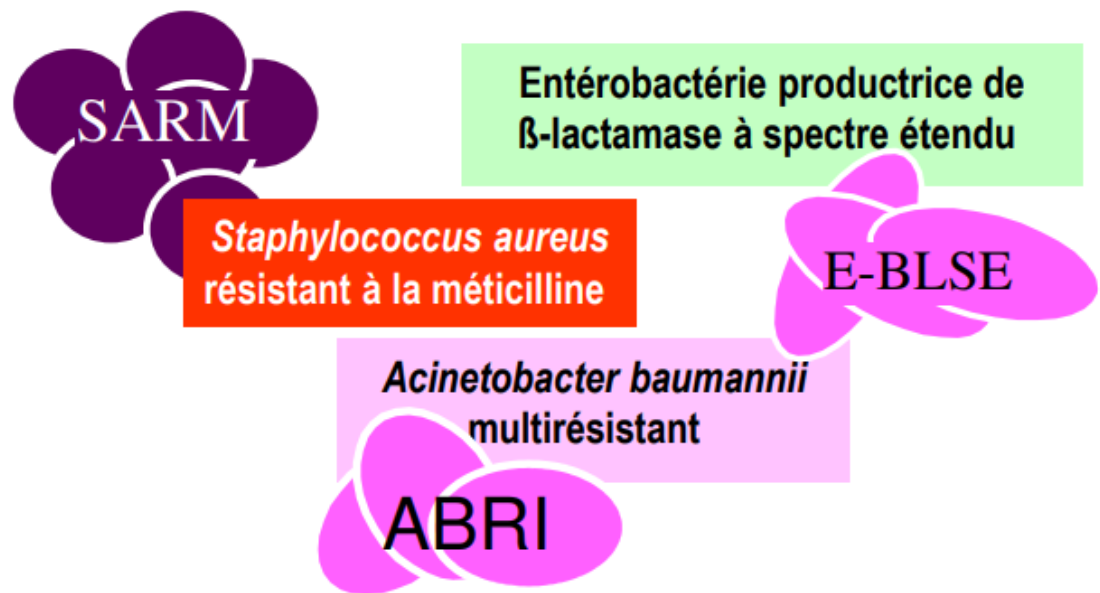 SARM
Staphylococcus aureus
résistant à la méticilline
Entérobactérie productrice de
ß-lactamase à spectre étendu
E-BLSE
Acinetobacter baumannii
multirésistant
ABRI